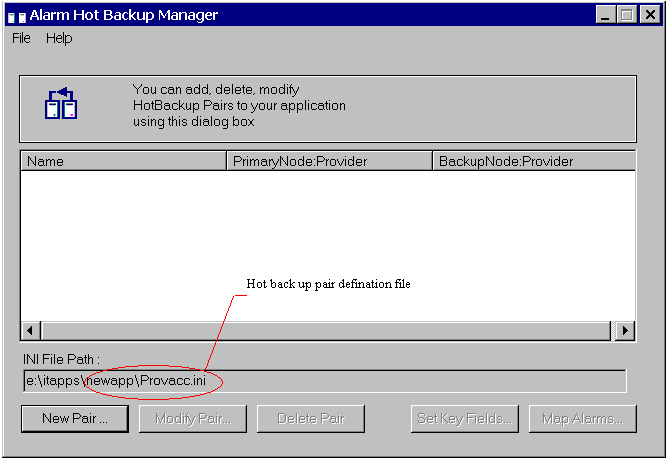 Alarm Hot Backup Manager
File Help
You can add, delete, modify
HotBackup Pairs to your application
using this dialog box
Name PrimaryNode:Provider BackupNode:Provider
Hot back up pair defination file
INI File Path :
e:\itapps\newapp\Provacc.ini
New Pair ... Modify Pair... Delete Pair Set Key Fields... Map Alarms...